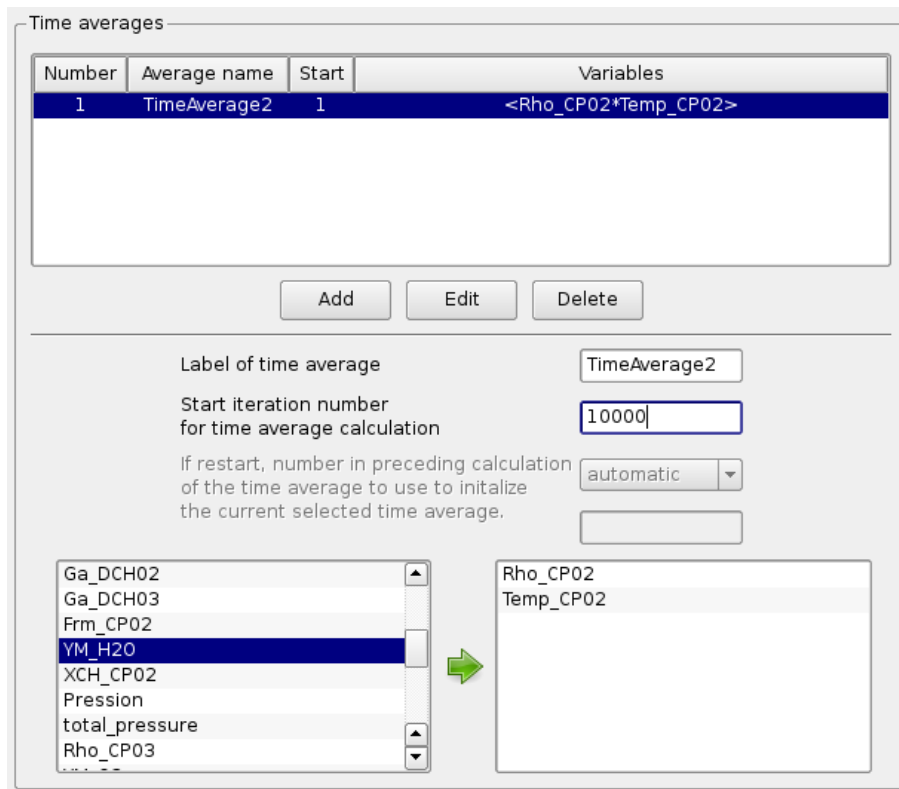 Time averages
Number Average name Start Variables
1 TimeAverage2 1 <Rho_CP02*Temp_CP02>
Add Edit Delete
Label of time average TimeAverage2
Start iteration number
for time average calculation 10000
If restart, number in preceding calculation
of the time average to use to initalize
the current selected time average.
automatic
Ga_DCH02
Ga_DCH03
Frm_CP02
YM_H2O
XCH_CP02
Pression
total_pressure
Rho_CP03
Rho_CP02
Temp_CP02